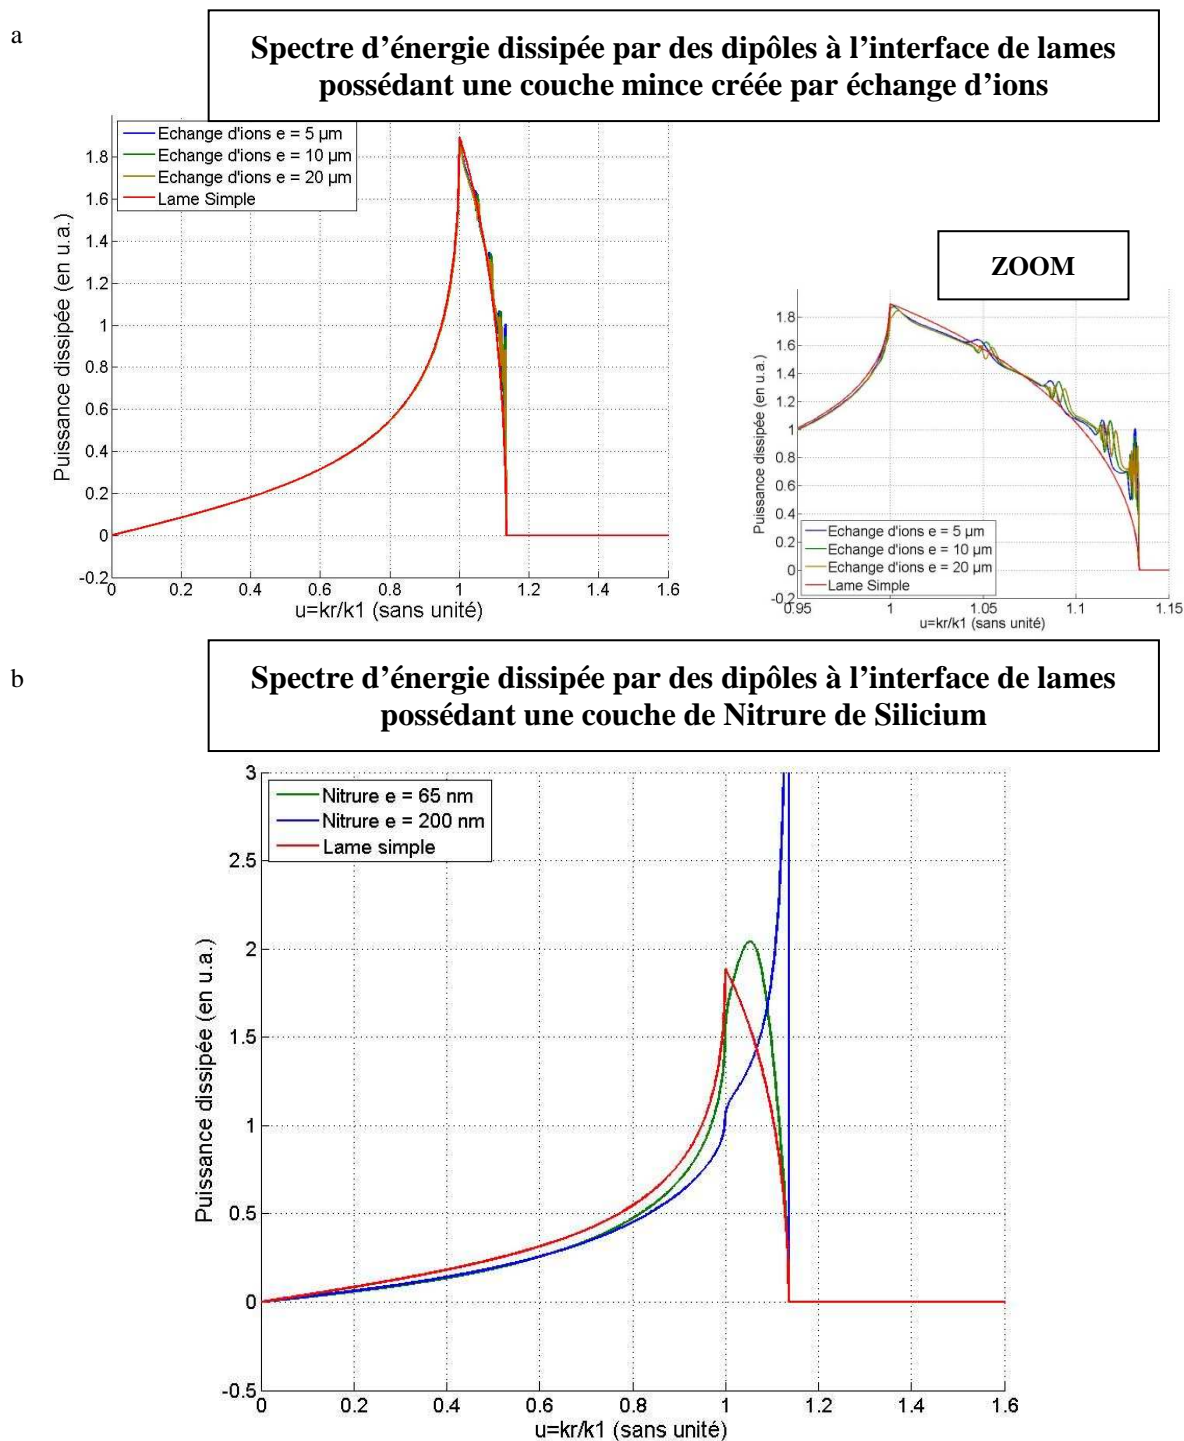 a
Spectre d'énergie dissipée par des dipôles à l'interface de lames
possédant une couche mince créée par échange d'ions
Echange d'ions e = 5 µm
Echange d'ions e = 10 µm
Echange d'ions e = 20 µm
Lame Simple
Puissance dissipée (en u.a.)
1.8
1.6
1.4
1.2
1
0.8
0.6
0.4
0.2
0
-0.2
0 0.2 0.4 0.6 0.8 1 1.2 1.4 1.6
u=kr/k1 (sans unité)
ZOOM
Puissance dissipée (en u.a.)
1.8
1.6
1.4
1.2
1
0.8
0.6
0.4
0.2
0
-0.2
Echange d'ions e = 5 µm
Echange d'ions e = 10 µm
Echange d'ions e = 20 µm
Lame Simple
0.95 1 1.05 1.1 1.15
u=kr/k1 (sans unité)
b
Spectre d'énergie dissipée par des dipôles à l'interface de lames
possédant une couche de Nitrure de Silicium
Nitrure e = 65 nm
Nitrure e = 200 nm
Lame simple
Puissance dissipée (en u.a.)
3
2.5
2
1.5
1
0.5
0
-0.5
0 0.2 0.4 0.6 0.8 1 1.2 1.4 1.6
u=kr/k1 (sans unité)